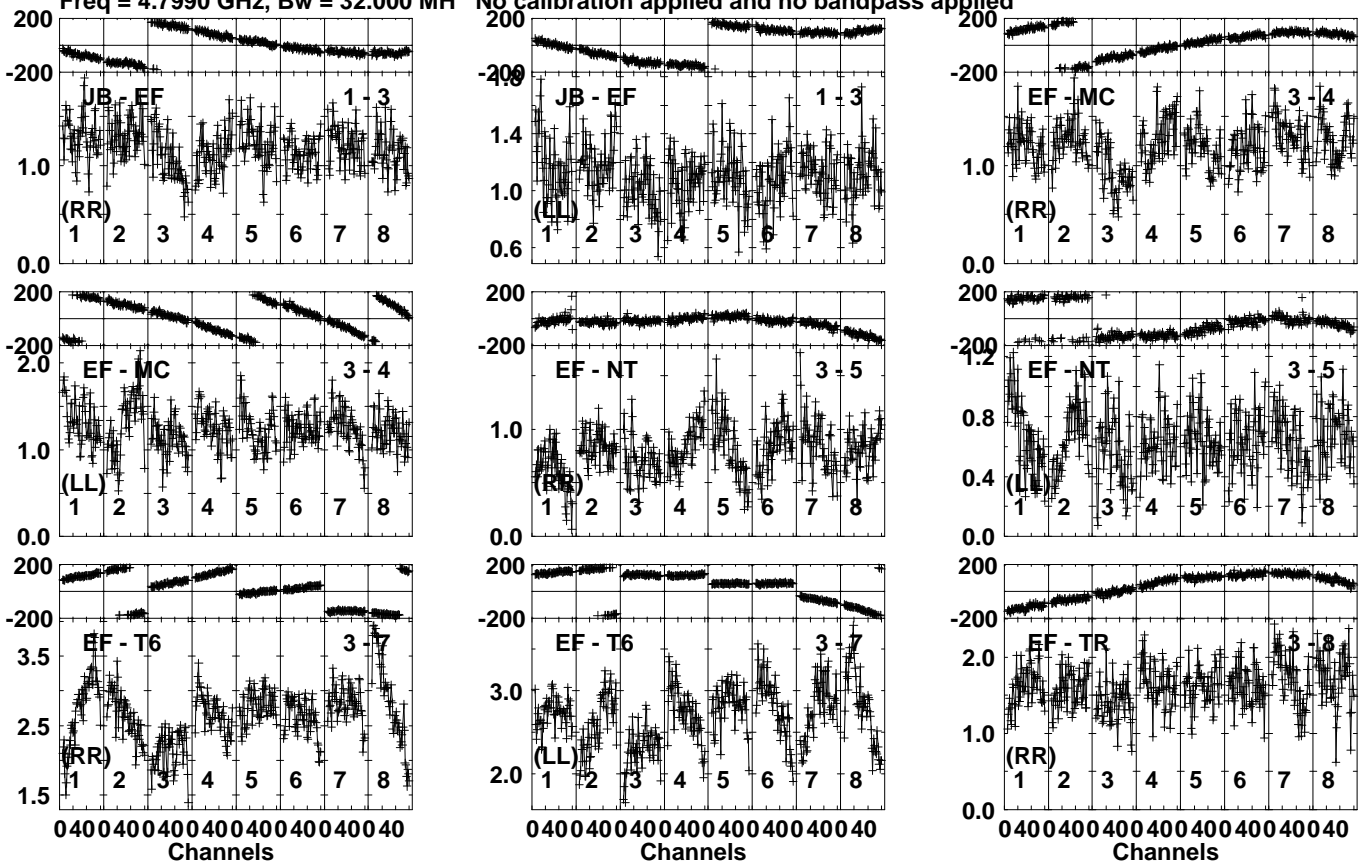 Freq = 4.7990 GHz, Bw = 32.000 MH No calibration applied and no bandpass applied
200
-200
JB - EF 1 - 3
1.0
(RR)
1 2 3 4 5 6 7 8
0.0
200
-200
1.8
JB - EF 1 - 3
1.4
1.0
(LL)
1 2 3 4 5 6 7 8
0.6
200
-200
EF - MC 3 - 4
1.0
(RR)
1 2 3 4 5 6 7 8
0.0
200
-200
2.0
EF - MC 3 - 4
1.0
(LL)
1 2 3 4 5 6 7 8
0.0
200
-200
EF - NT 3 - 5
1.0
(RR)
1 2 3 4 5 6 7 8
0.0
200
-200
1.2
EF - NT 3 - 5
0.8
0.4
(LL)
1 2 3 4 5 6 7 8
0.0
200
-200
EF - T6 3 - 7
3.5
2.5
(RR)
1 2 3 4 5 6 7 8
1.5
0 40 0 40 0 40 0 40 0 40 0 40 0 40 0 40
Channels
200
-200
EF - T6 3 - 7
3.0
(LL)
2.0
1 2 3 4 5 6 7 8
0 40 0 40 0 40 0 40 0 40 0 40 0 40 0 40
Channels
200
-200
EF - TR 3 - 8
2.0
1.0
(RR)
1 2 3 4 5 6 7 8
0.0
0 40 0 40 0 40 0 40 0 40 0 40 0 40 0 40
Channels